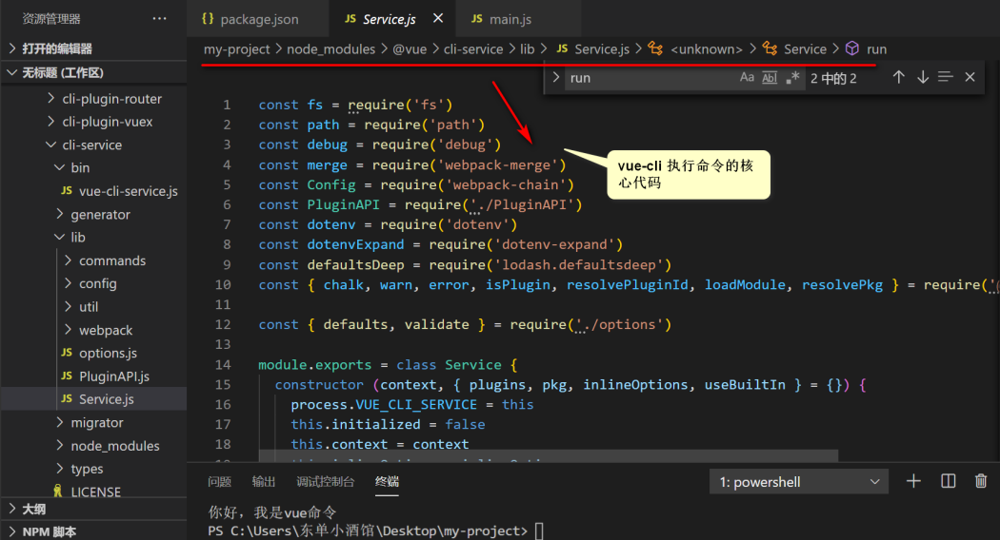 资源管理器 ···
打开的编辑器
无标题 (工作区)
cli-plugin-router
cli-plugin-vuex
cli-service
bin
JS vue-cli-service.js
generator
lib
commands
config
util
webpack
JS options.js
JS PluginAPI.js
JS Service.js
migrator
node_modules
types
LICENSE
大纲
NPM 脚本
{} package.json JS Service.js × JS main.js
my-project > node_modules > @vue > cli-service > lib > JS Service.js > <unknown> > Service > run
run Aa Abl .* 2 中的 2
1 const fs = require('fs')
2 const path = require('path')
3 const debug = require('debug')
4 const merge = require('webpack-merge')
5 const Config = require('webpack-chain')
6 const PluginAPI = require('./PluginAPI')
7 const dotenv = require('dotenv')
8 const dotenvExpand = require('dotenv-expand')
9 const defaultsDeep = require('lodash.defaultsdeep')
10 const { chalk, warn, error, isPlugin, resolvePluginId, loadModule, resolvePkg } = require('
11
12 const { defaults, validate } = require('./options')
13
14 module.exports = class Service {
15 constructor (context, { plugins, pkg, inlineOptions, useBuiltIn } = {}) {
16 process.VUE_CLI_SERVICE = this
17 this.initialized = false
18 this.context = context
vue-cli 执行命令的核
心代码
问题 输出 调试控制台 终端 1: powershell
你好，我是vue命令
PS C:\Users\东单小酒馆\Desktop\my-project>